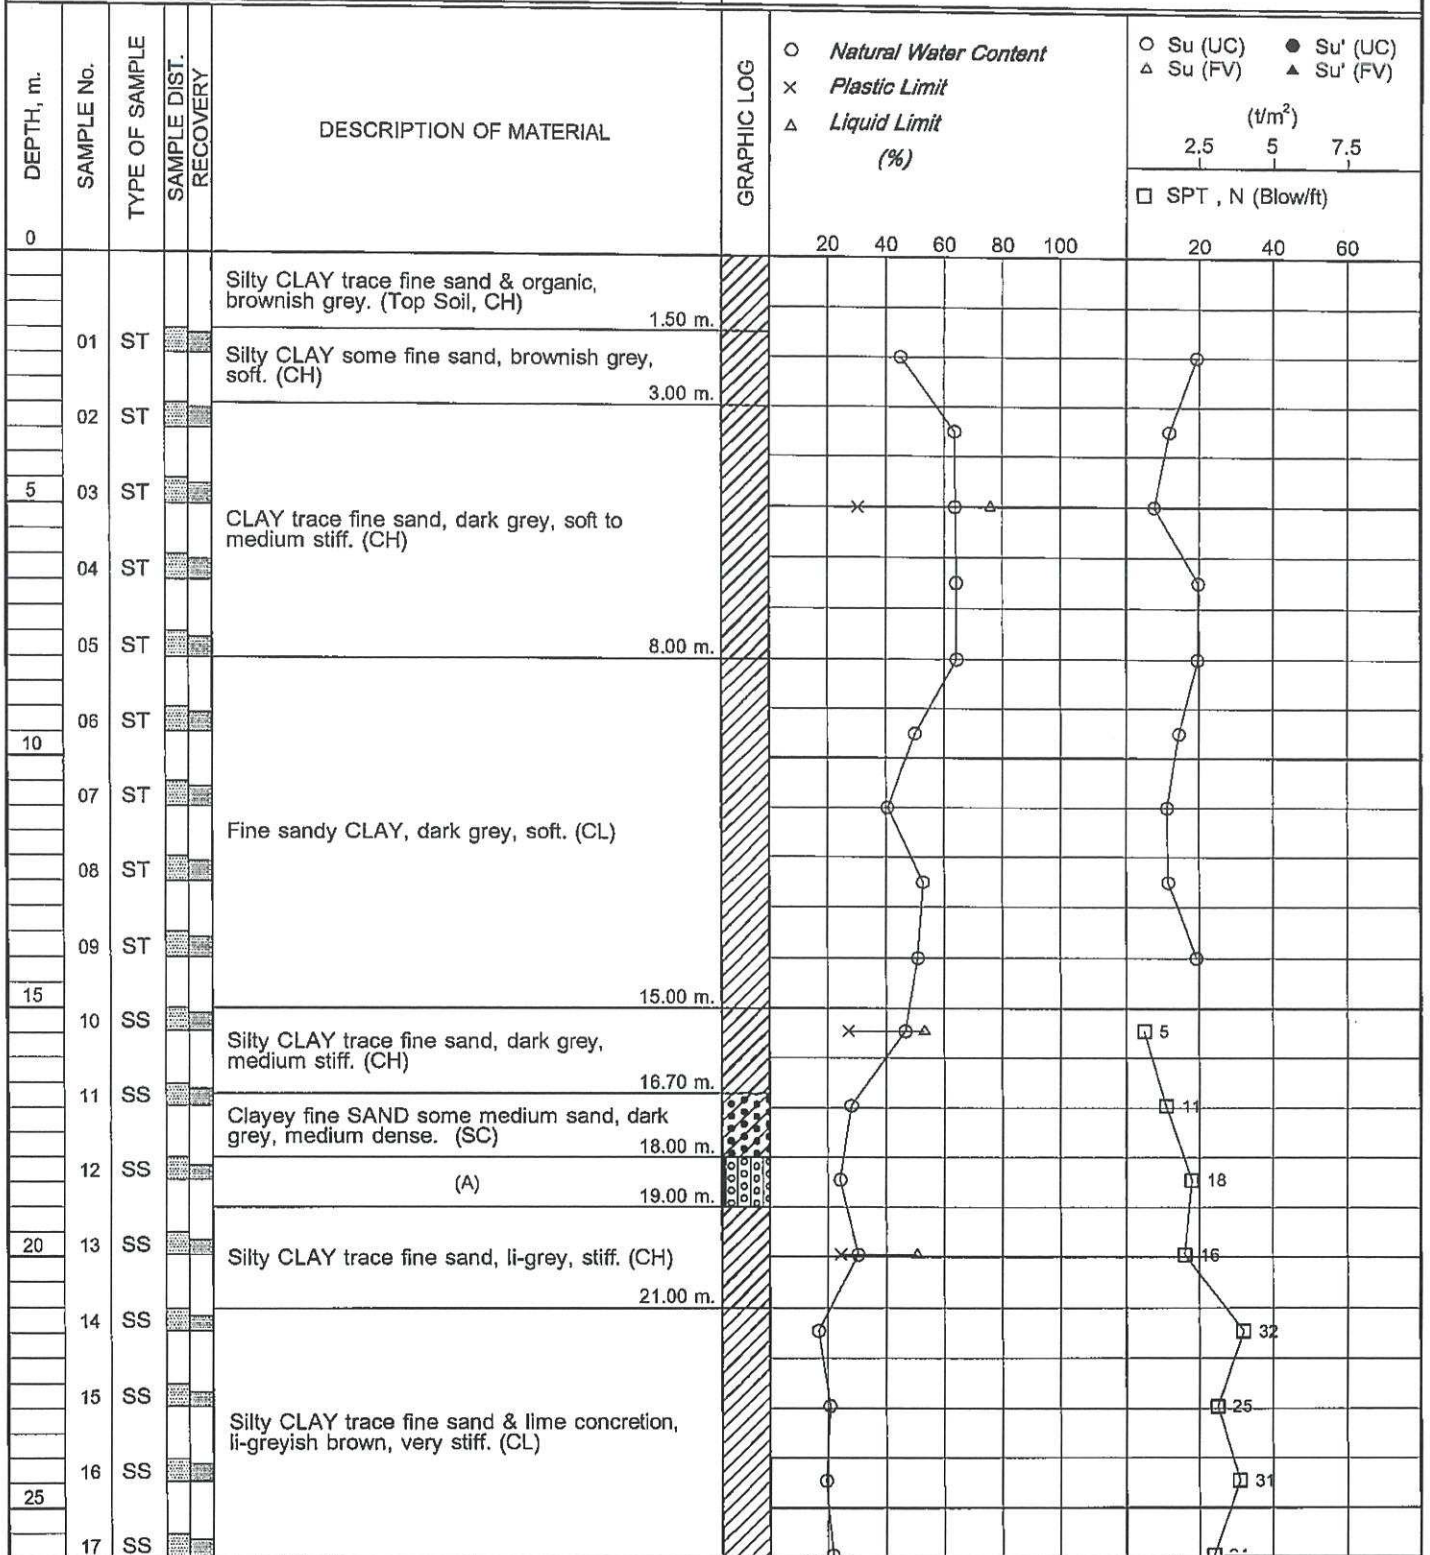 DEPTH, m.
SAMPLE No.
TYPE OF SAMPLE
SAMPLE DIST.
RECOVERY
DESCRIPTION OF MATERIAL
GRAPHIC LOG
Natural Water Content
Plastic Limit
Liquid Limit
(%)
20 40 60 80 100
Su (UC) Su' (UC)
Su (FV) Su' (FV)
(t/m²)
2.5 5 7.5
SPT , N (Blow/ft)
20 40 60
0
Silty CLAY trace fine sand & organic,
brownish grey. (Top Soil, CH)
1.50 m.
01 ST
Silty CLAY some fine sand, brownish grey,
soft. (CH)
3.00 m.
02 ST
5 03 ST
CLAY trace fine sand, dark grey, soft to
medium stiff. (CH)
04 ST
05 ST
8.00 m.
06 ST
10
07 ST
Fine sandy CLAY, dark grey, soft. (CL)
08 ST
09 ST
15
15.00 m.
10 SS
5
Silty CLAY trace fine sand, dark grey,
medium stiff. (CH)
16.70 m.
11 SS
11
Clayey fine SAND some medium sand, dark
grey, medium dense. (SC)
18.00 m.
12 SS
18
(A)
19.00 m.
20 13 SS
16
Silty CLAY trace fine sand, li-grey, stiff. (CH)
21.00 m.
14 SS
32
15 SS
25
Silty CLAY trace fine sand & lime concretion,
li-greyish brown, very stiff. (CL)
16 SS
31
25
17 SS